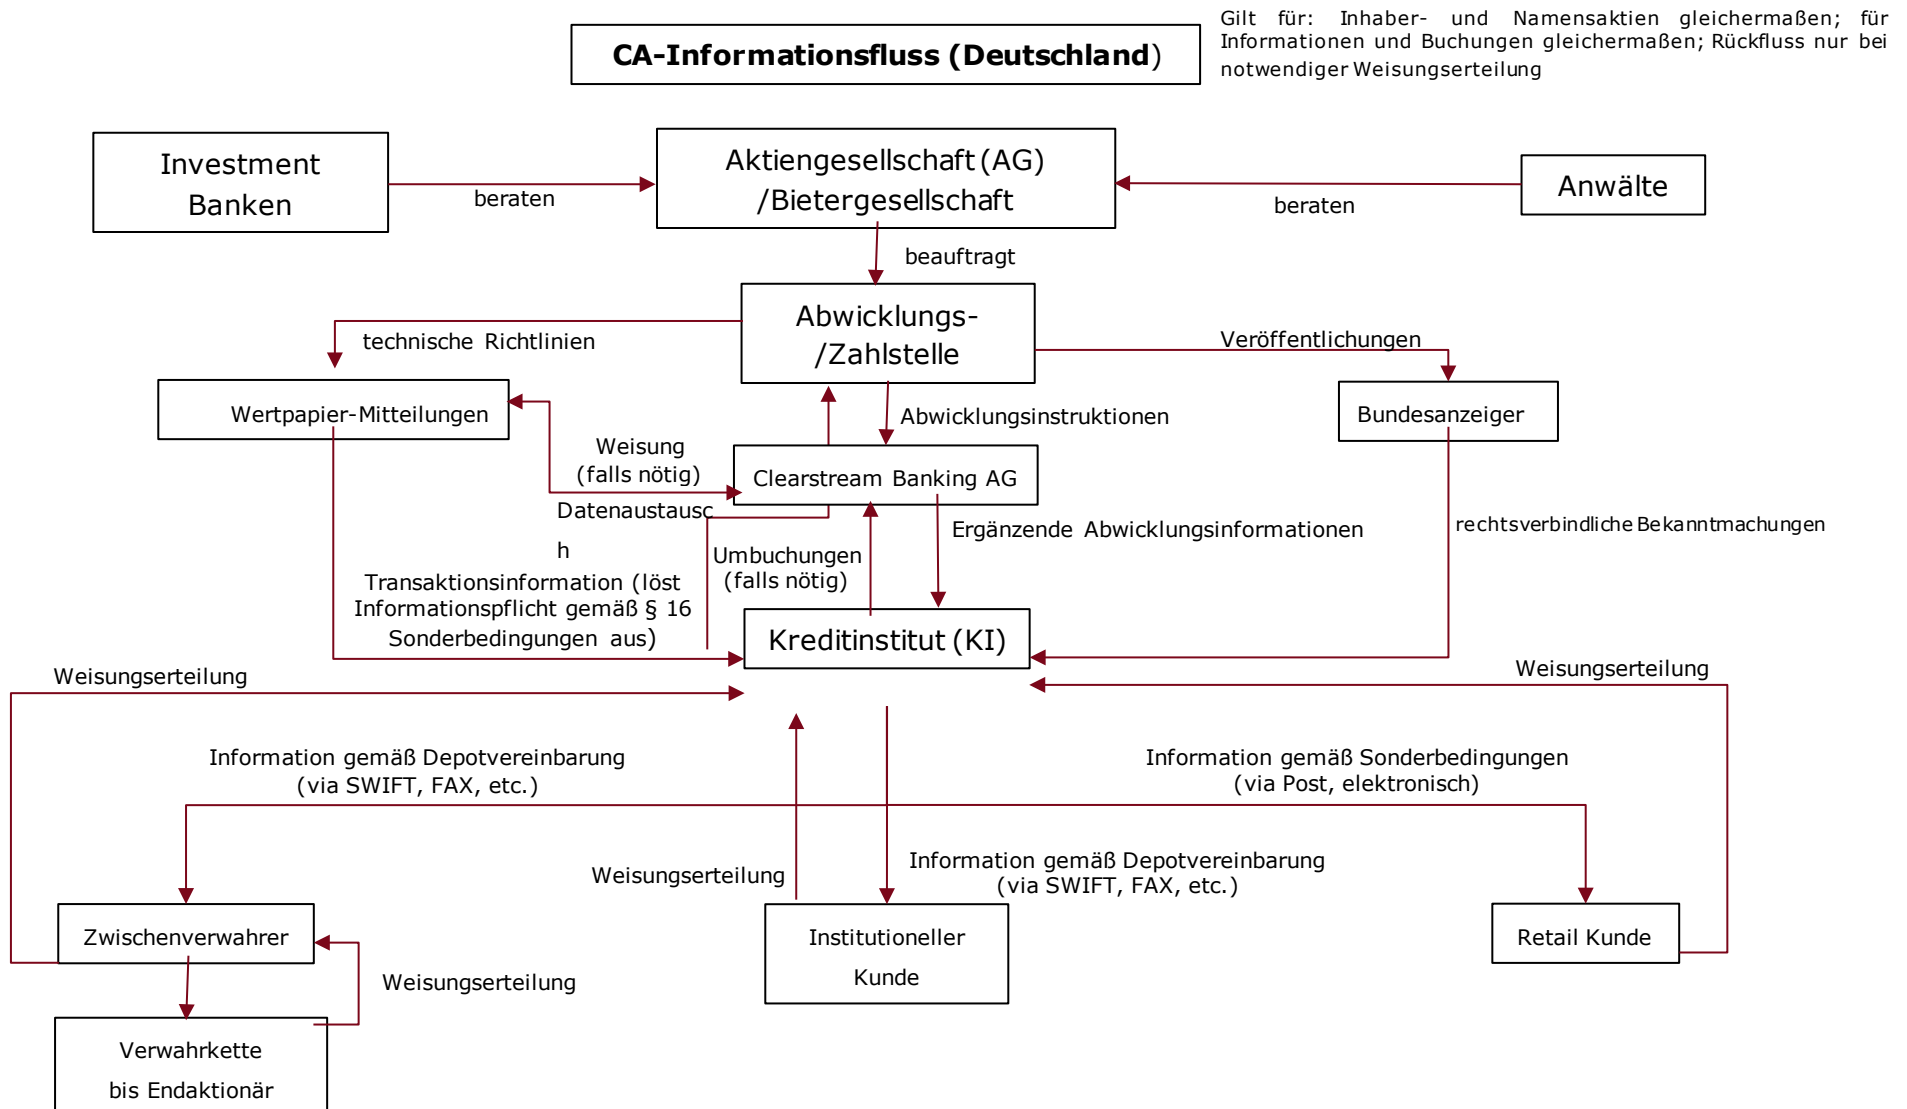 Gilt für: Inhaber- und Namensaktien gleichermaßen; für
Informationen und Buchungen gleichermaßen; Rückfluss nur bei
notwendiger Weisungserteilung
CA-Informationsfluss (Deutschland)
Investment
Banken
beraten
Aktiengesellschaft (AG)
/Bietergesellschaft
beraten
Anwälte
beauftragt
Abwicklungs-
/Zahlstelle
technische Richtlinien
Veröffentlichungen
Wertpapier-Mitteilungen
Abwicklungsinstruktionen
Bundesanzeiger
Weisung
(falls nötig)
Clearstream Banking AG
Datenaustausc
h
Ergänzende Abwicklungsinformationen
rechtsverbindliche Bekanntmachungen
Umbuchungen
(falls nötig)
Transaktionsinformation (löst
Informationspflicht gemäß § 16
Sonderbedingungen aus)
Kreditinstitut (KI)
Weisungserteilung
Weisungserteilung
Information gemäß Depotvereinbarung
(via SWIFT, FAX, etc.)
Information gemäß Sonderbedingungen
(via Post, elektronisch)
Weisungserteilung
Information gemäß Depotvereinbarung
(via SWIFT, FAX, etc.)
Zwischenverwahrer
Institutioneller
Kunde
Retail Kunde
Weisungserteilung
Verwahrkette
bis Endaktionär